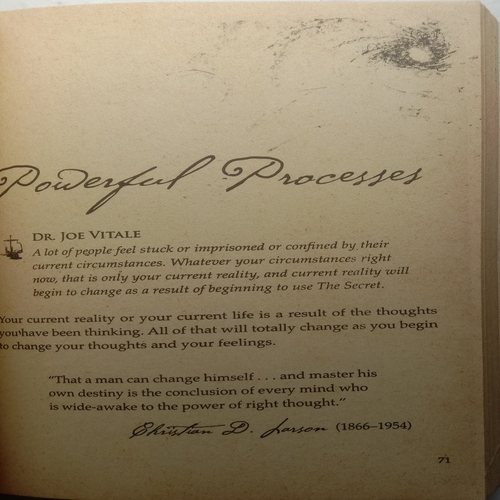 Powerful Processes
DR. JOE VITALE
A lot of people feel stuck or imprisoned or confined by their
current circumstances. Whatever your circumstances right
now, that is only your current reality, and current reality will
begin to change as a result of beginning to use The Secret.
Your current reality or your current life is a result of the thoughts
you have been thinking. All of that will totally change as you begin
to change your thoughts and your feelings.
"That a man can change himself . . . and master his
own destiny is the conclusion of every mind who
is wide-awake to the power of right thought."
Christian D. Larson (1866–1954)
71